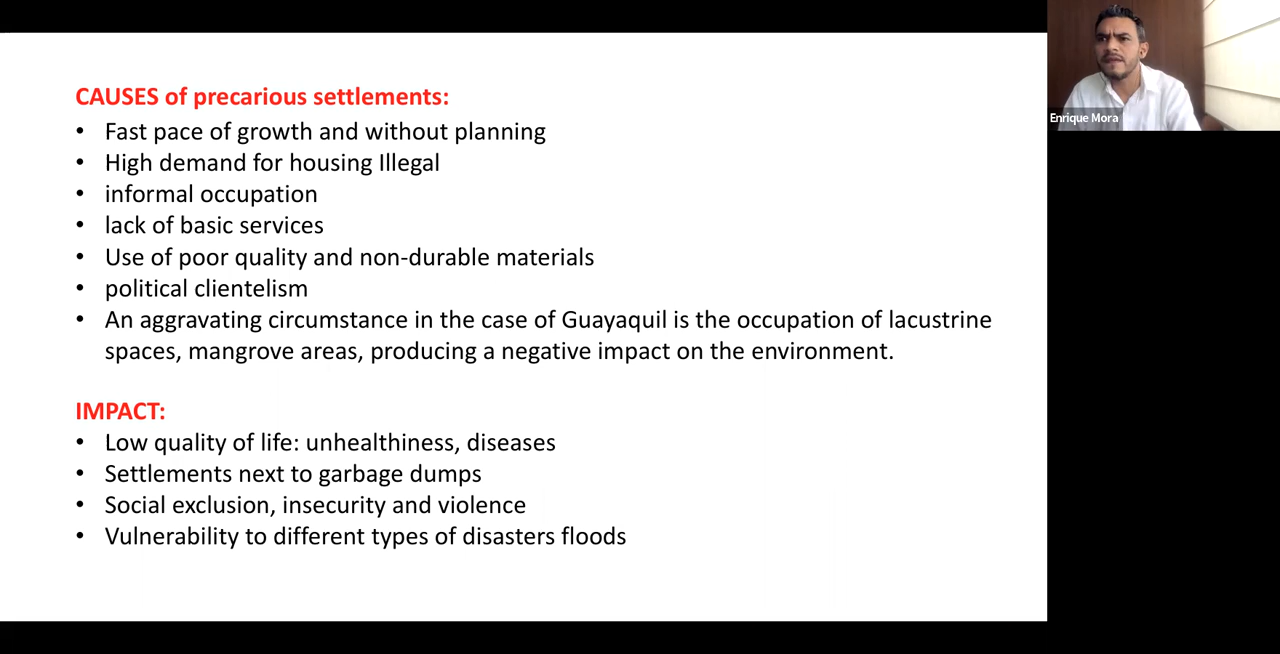 CAUSES of precarious settlements:
• Fast pace of growth and without planning
• High demand for housing Illegal
• informal occupation
• lack of basic services
• Use of poor quality and non-durable materials
• political clientelism
• An aggravating circumstance in the case of Guayaquil is the occupation of lacustrine
spaces, mangrove areas, producing a negative impact on the environment.
IMPACT:
• Low quality of life: unhealthiness, diseases
• Settlements next to garbage dumps
• Social exclusion, insecurity and violence
• Vulnerability to different types of disasters floods
Enrique Mora